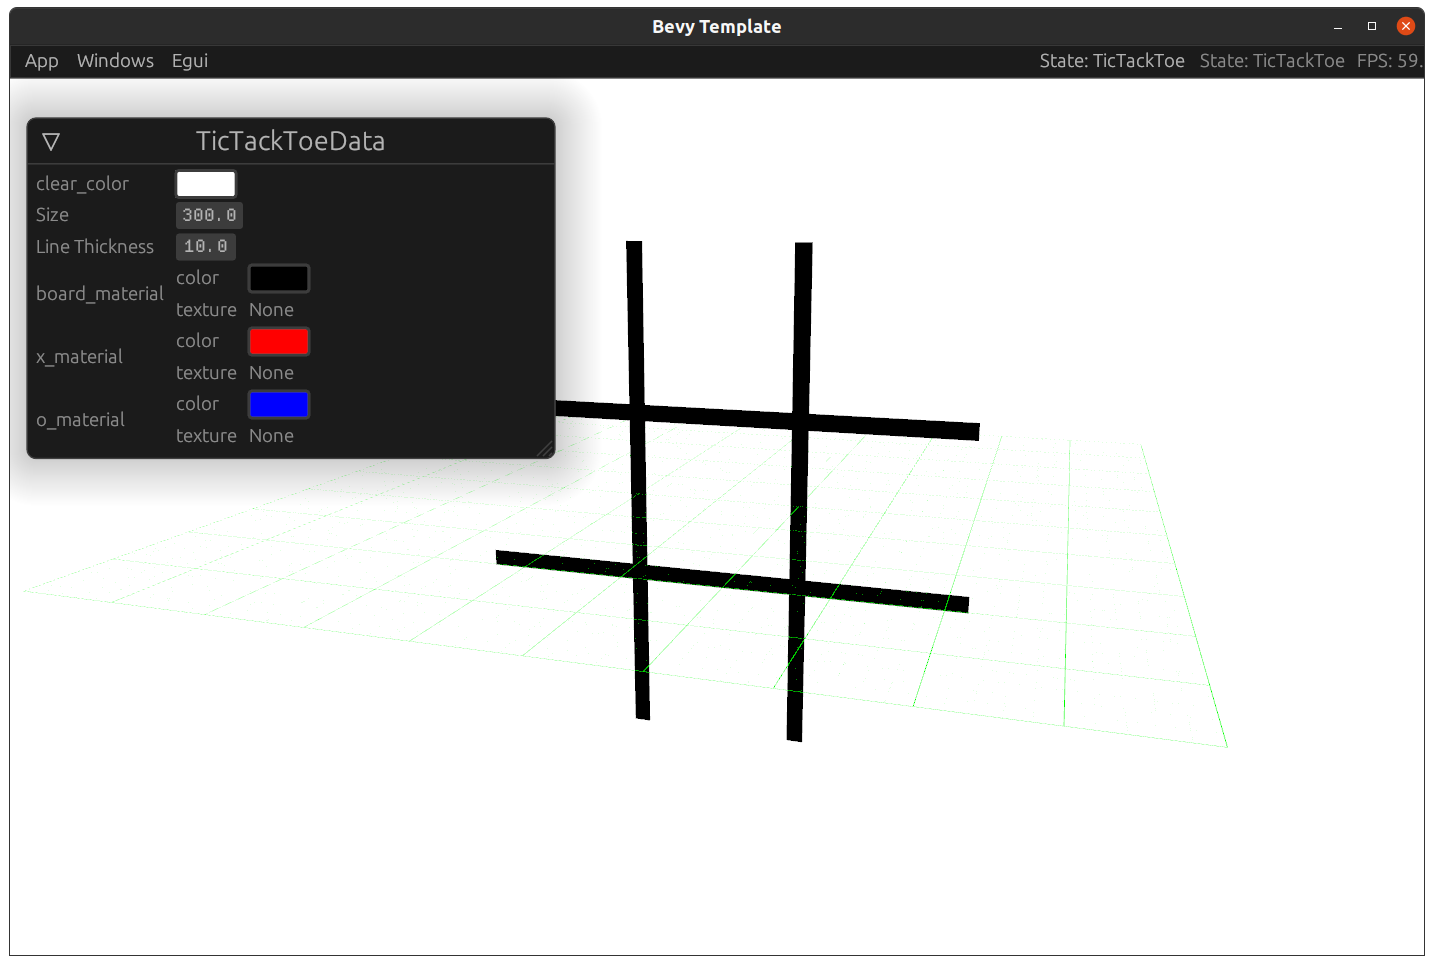 Bevy Template
App Windows Egui State: TicTackToe State: TicTackToe FPS: 59.
TicTackToeData
clear_color
Size 300.0
Line Thickness 10.0
board_material color
texture None
x_material color
texture None
o_material color
texture None